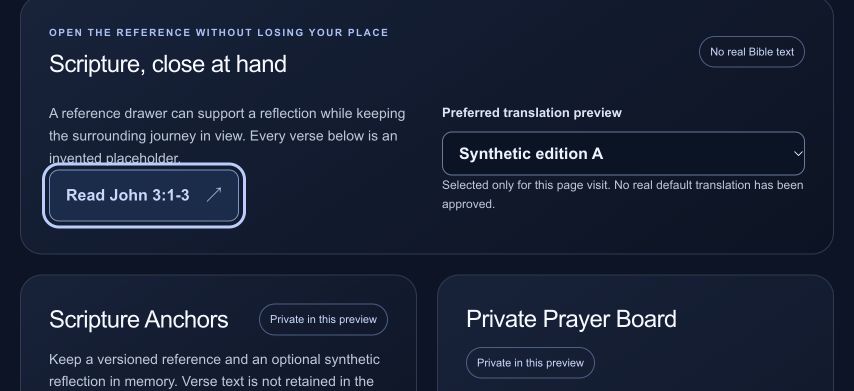 OPEN THE REFERENCE WITHOUT LOSING YOUR PLACE
Scripture, close at hand
No real Bible text
A reference drawer can support a reflection while keeping
the surrounding journey in view. Every verse below is an
invented placeholder.
Read John 3:1-3
Preferred translation preview
Synthetic edition A
Selected only for this page visit. No real default translation has been
approved.
Scripture Anchors
Private in this preview
Keep a versioned reference and an optional synthetic
reflection in memory. Verse text is not retained in the
Private Prayer Board
Private in this preview